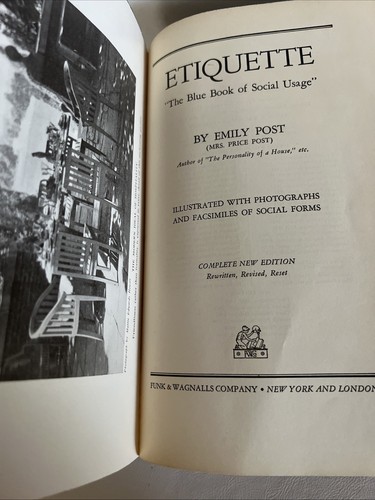 ETIQUETTE
"The Blue Book of Social Usage"
BY EMILY POST
(MRS. PRICE POST)
Author of "The Personality of a House," etc.
ILLUSTRATED WITH PHOTOGRAPHS
AND FACSIMILES OF SOCIAL FORMS
COMPLETE NEW EDITION
Rewritten, Revised, Reset
FUNK & WAGNALLS COMPANY • NEW YORK AND LONDON